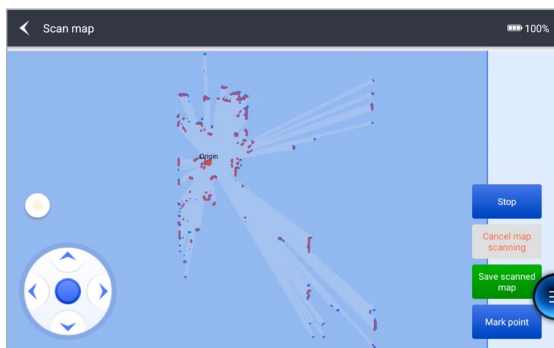 Scan map
100%
Origin
Stop
Cancel map
scanning
Save scanned
map
Mark point